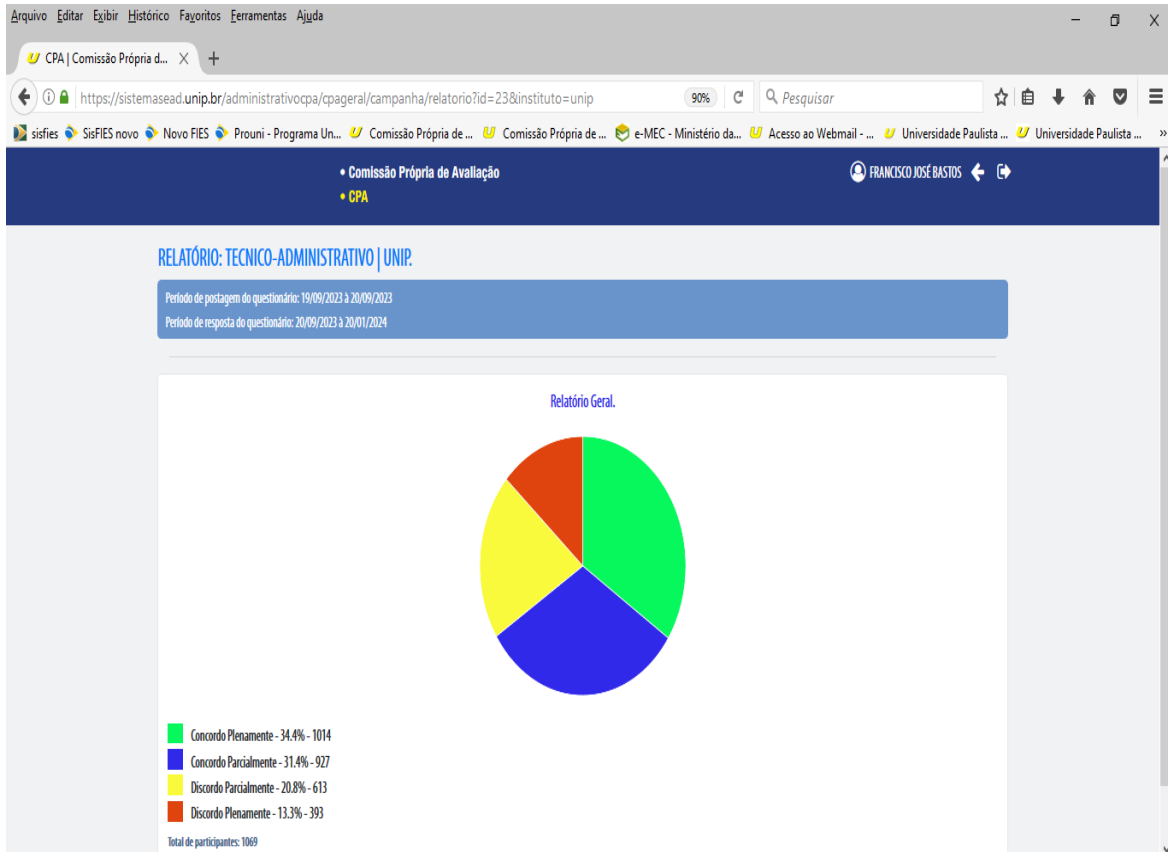 Arquivo Editar Exibir Histórico Favoritos Ferramentas Ajuda
CPA | Comissão Própria d...
https://sistemasead.unip.br/administrativocpa/cpageral/campanha/relatorio?id=23&instituto=unip 90% Pesquisar
sisfies SisFIES novo Novo FIES Prouni - Programa Un... Comissão Própria de ... Comissão Própria de ... e-MEC - Ministério da... Acesso ao Webmail - ... Universidade Paulista ... Universidade Paulista ... »
• Comissão Própria de Avaliação FRANCISCO JOSÉ BASTOS
• CPA
RELATÓRIO: TECNICO-ADMINISTRATIVO | UNIP.
Período de postagem do questionário: 19/09/2023 à 20/09/2023
Período de resposta do questionário: 20/09/2023 à 20/01/2024
Relatório Geral.
Concordo Plenamente - 34.4% - 1014
Concordo Parcialmente - 31.4% - 927
Discordo Parcialmente - 20.8% - 613
Discordo Plenamente - 13.3% - 393
Total de participantes: 1069